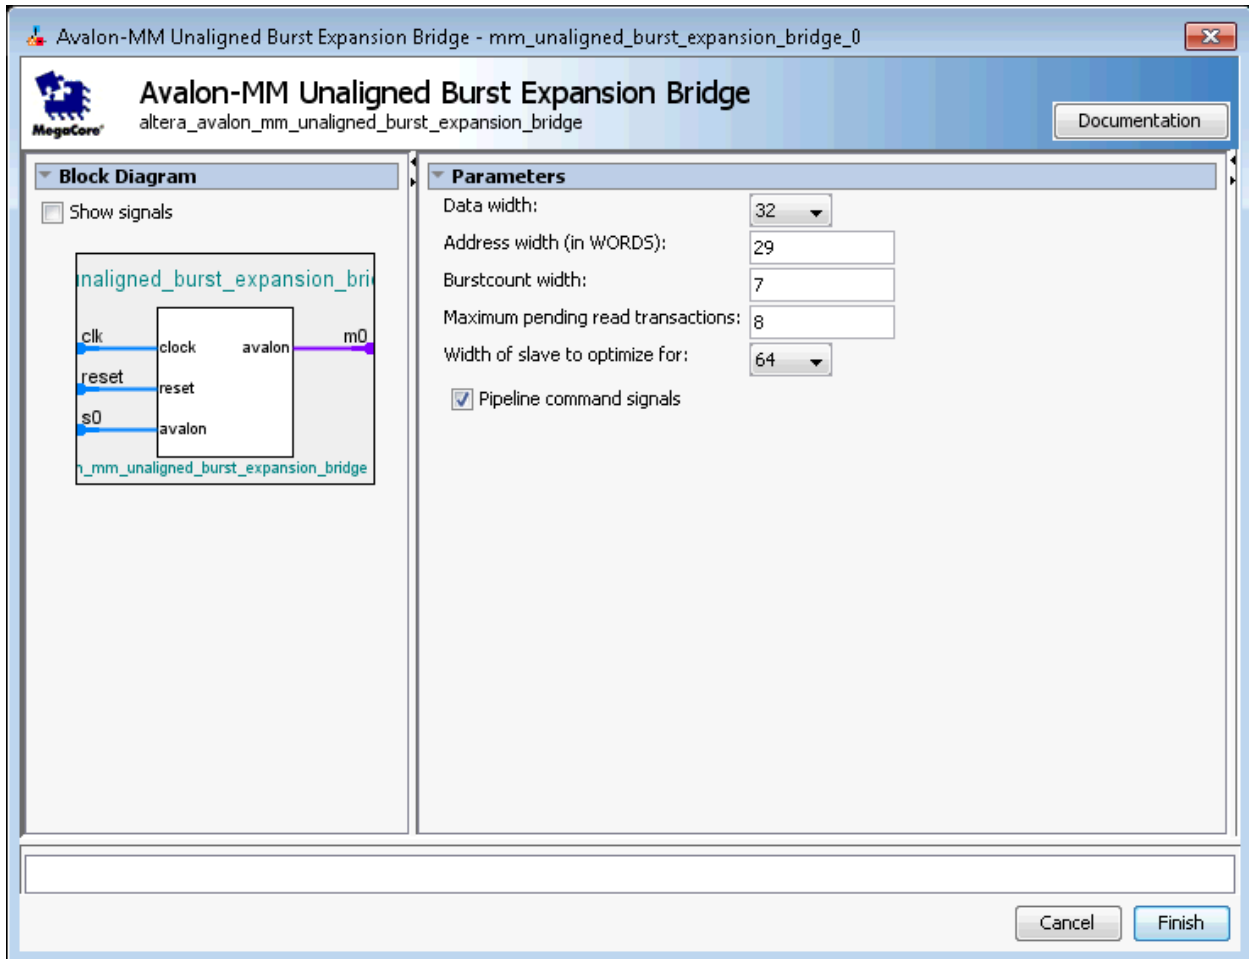 Avalon-MM Unaligned Burst Expansion Bridge - mm_unaligned_burst_expansion_bridge_0
MegaCore®
Avalon-MM Unaligned Burst Expansion Bridge
altera_avalon_mm_unaligned_burst_expansion_bridge
Documentation
Block Diagram
Show signals
unaligned_burst_expansion_bri
clk
clock
avalon
m0
reset
reset
s0
avalon
n_mm_unaligned_burst_expansion_bridge
Parameters
Data width: 32
Address width (in WORDS): 29
Burstcount width: 7
Maximum pending read transactions: 8
Width of slave to optimize for: 64
Pipeline command signals
Cancel
Finish